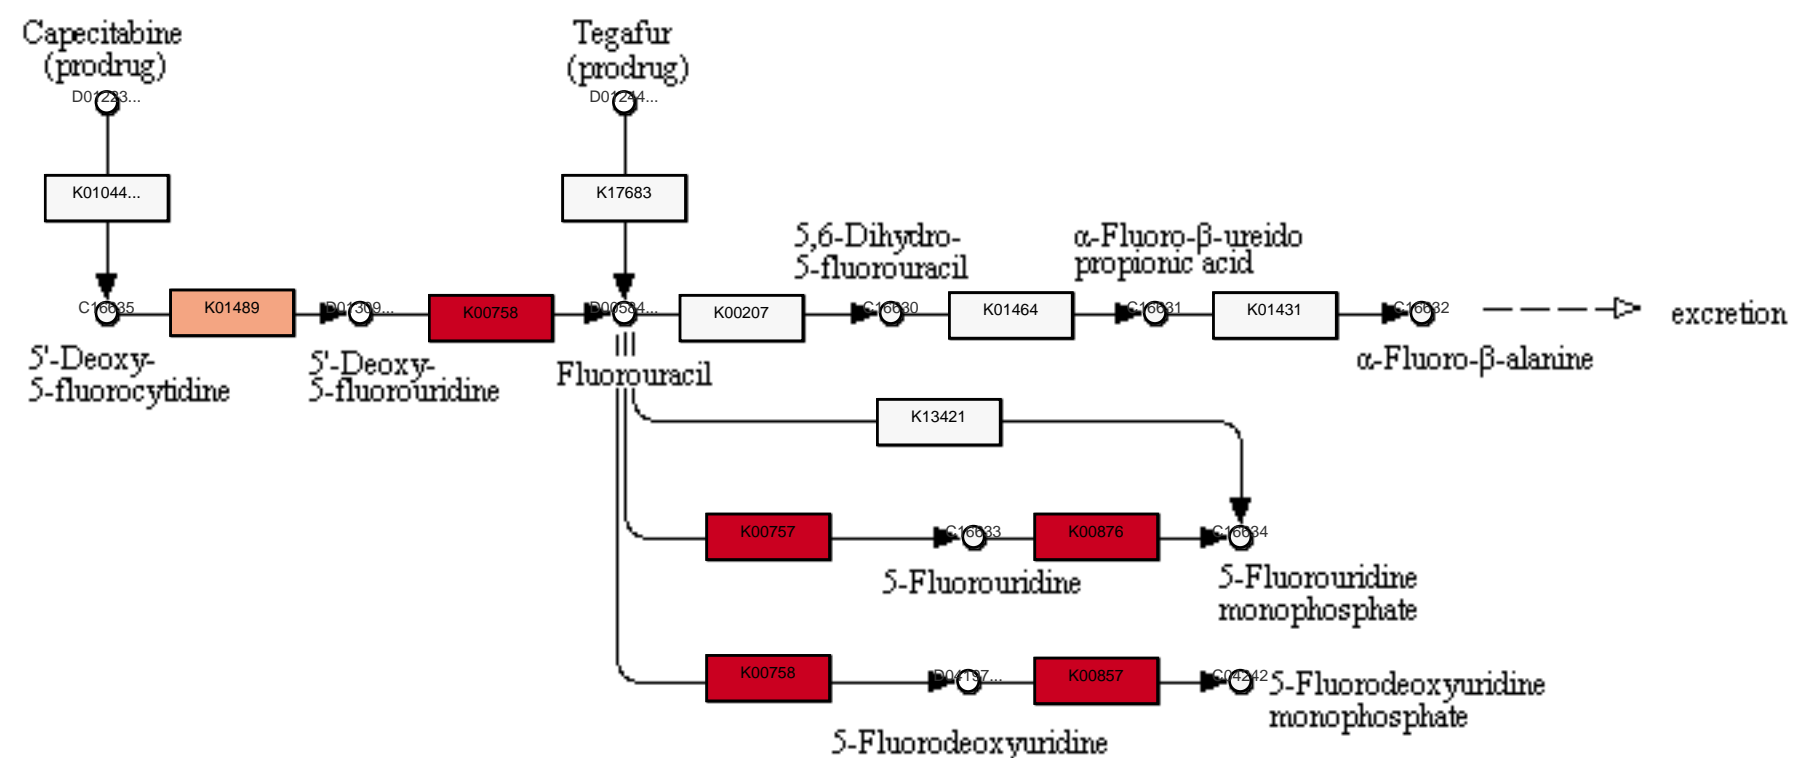 Capecitabine
(prodrug)
D01223...
K01044...
Tegafur
(prodrug)
D01244...
K17683
C16635
K01489
D01309...
K00758
D00584...
K00207
C16630
K01464
C16631
K01431
C16632
excretion
5'-Deoxy-
5-fluorocytidine
5'-Deoxy-
5-fluorouridine
Fluorouracil
5,6-Dihydro-
5-fluorouracil
α-Fluoro-β-ureido
propionic acid
α-Fluoro-β-alanine
K13421
K00757
C16633
K00876
C16634
5-Fluorouridine
5-Fluorouridine
monophosphate
K00758
D04197...
K00857
C04242
5-Fluorodeoxyuridine
monophosphate
5-Fluorodeoxyuridine